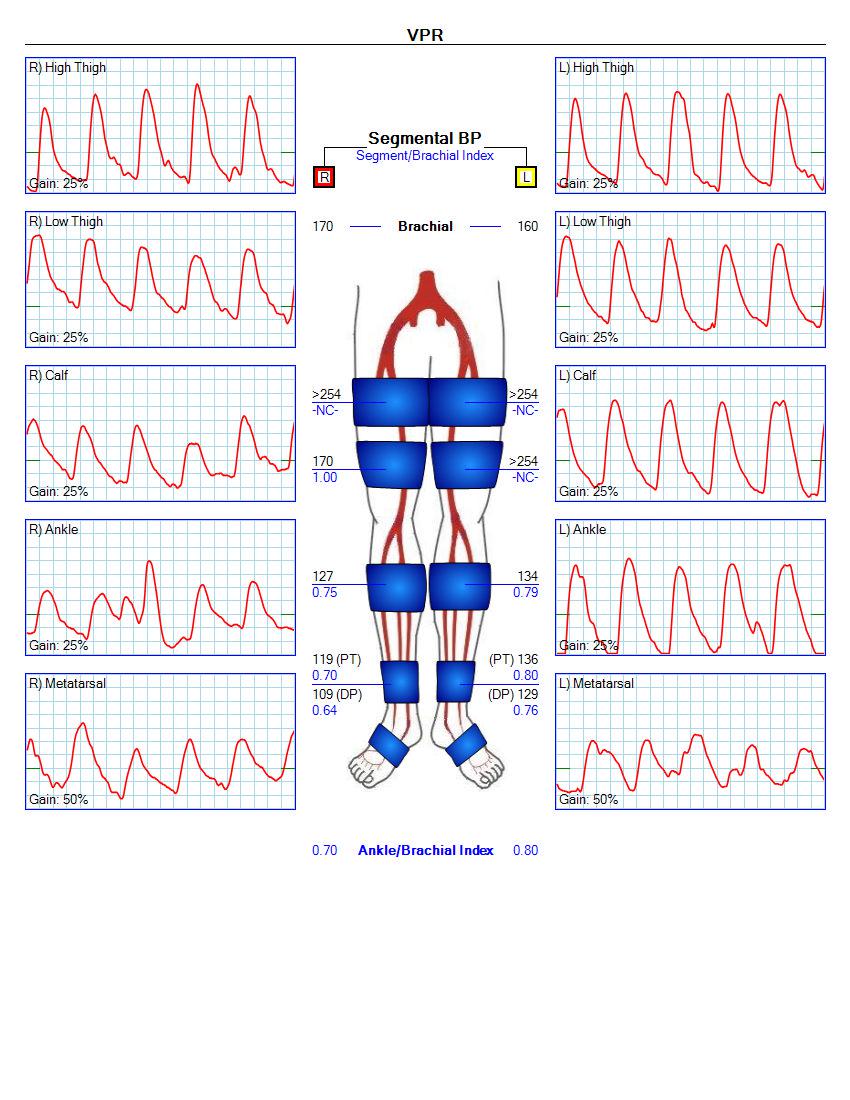 VPR
R) High Thigh
Gain: 25%
L) High Thigh
Gain: 25%
Segmental BP
Segment/Brachial Index
R
L
170 Brachial 160
R) Low Thigh
Gain: 25%
L) Low Thigh
Gain: 25%
R) Calf
Gain: 25%
L) Calf
Gain: 25%
>254 >254
-NC- -NC-
170 >254
1.00 -NC-
R) Ankle
Gain: 25%
L) Ankle
Gain: 25%
127 134
0.75 0.79
119 (PT) (PT) 136
0.70 0.80
109 (DP) (DP) 129
0.64 0.76
R) Metatarsal
Gain: 50%
L) Metatarsal
Gain: 50%
0.70 Ankle/Brachial Index 0.80